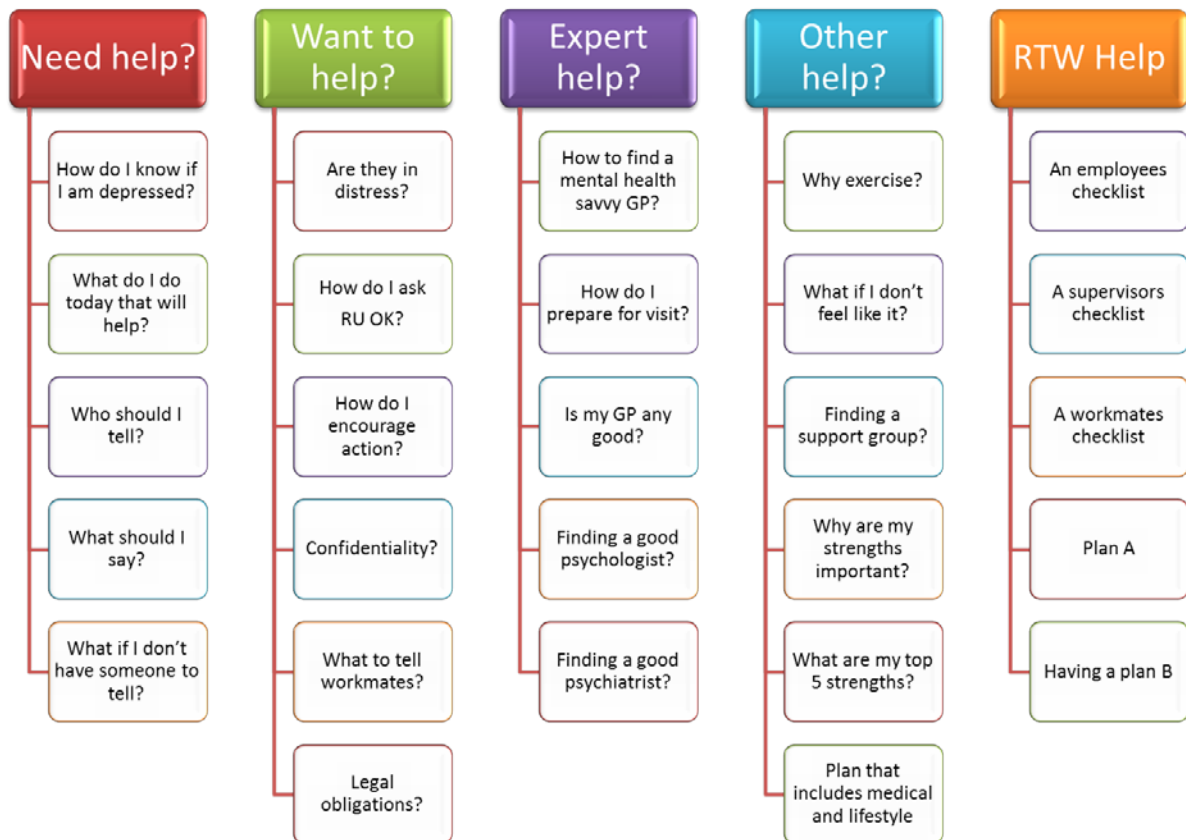 Need help?
How do I know if
I am depressed?
What do I do
today that will
help?
Who should I
tell?
What should I
say?
What if I don't
have someone to
tell?
Want to
help?
Are they in
distress?
How do I ask
RU OK?
How do I
encourage
action?
Confidentiality?
What to tell
workmates?
Legal
obligations?
Expert
help?
How to find a
mental health
savvy GP?
How do I
prepare for visit?
Is my GP any
good?
Finding a good
psychologist?
Finding a good
psychiatrist?
Other
help?
Why exercise?
What if I don't
feel like it?
Finding a
support group?
Why are my
strengths
important?
What are my top
5 strengths?
Plan that
includes medical
and lifestyle
RTW Help
An employees
checklist
A supervisors
checklist
A workmates
checklist
Plan A
Having a plan B